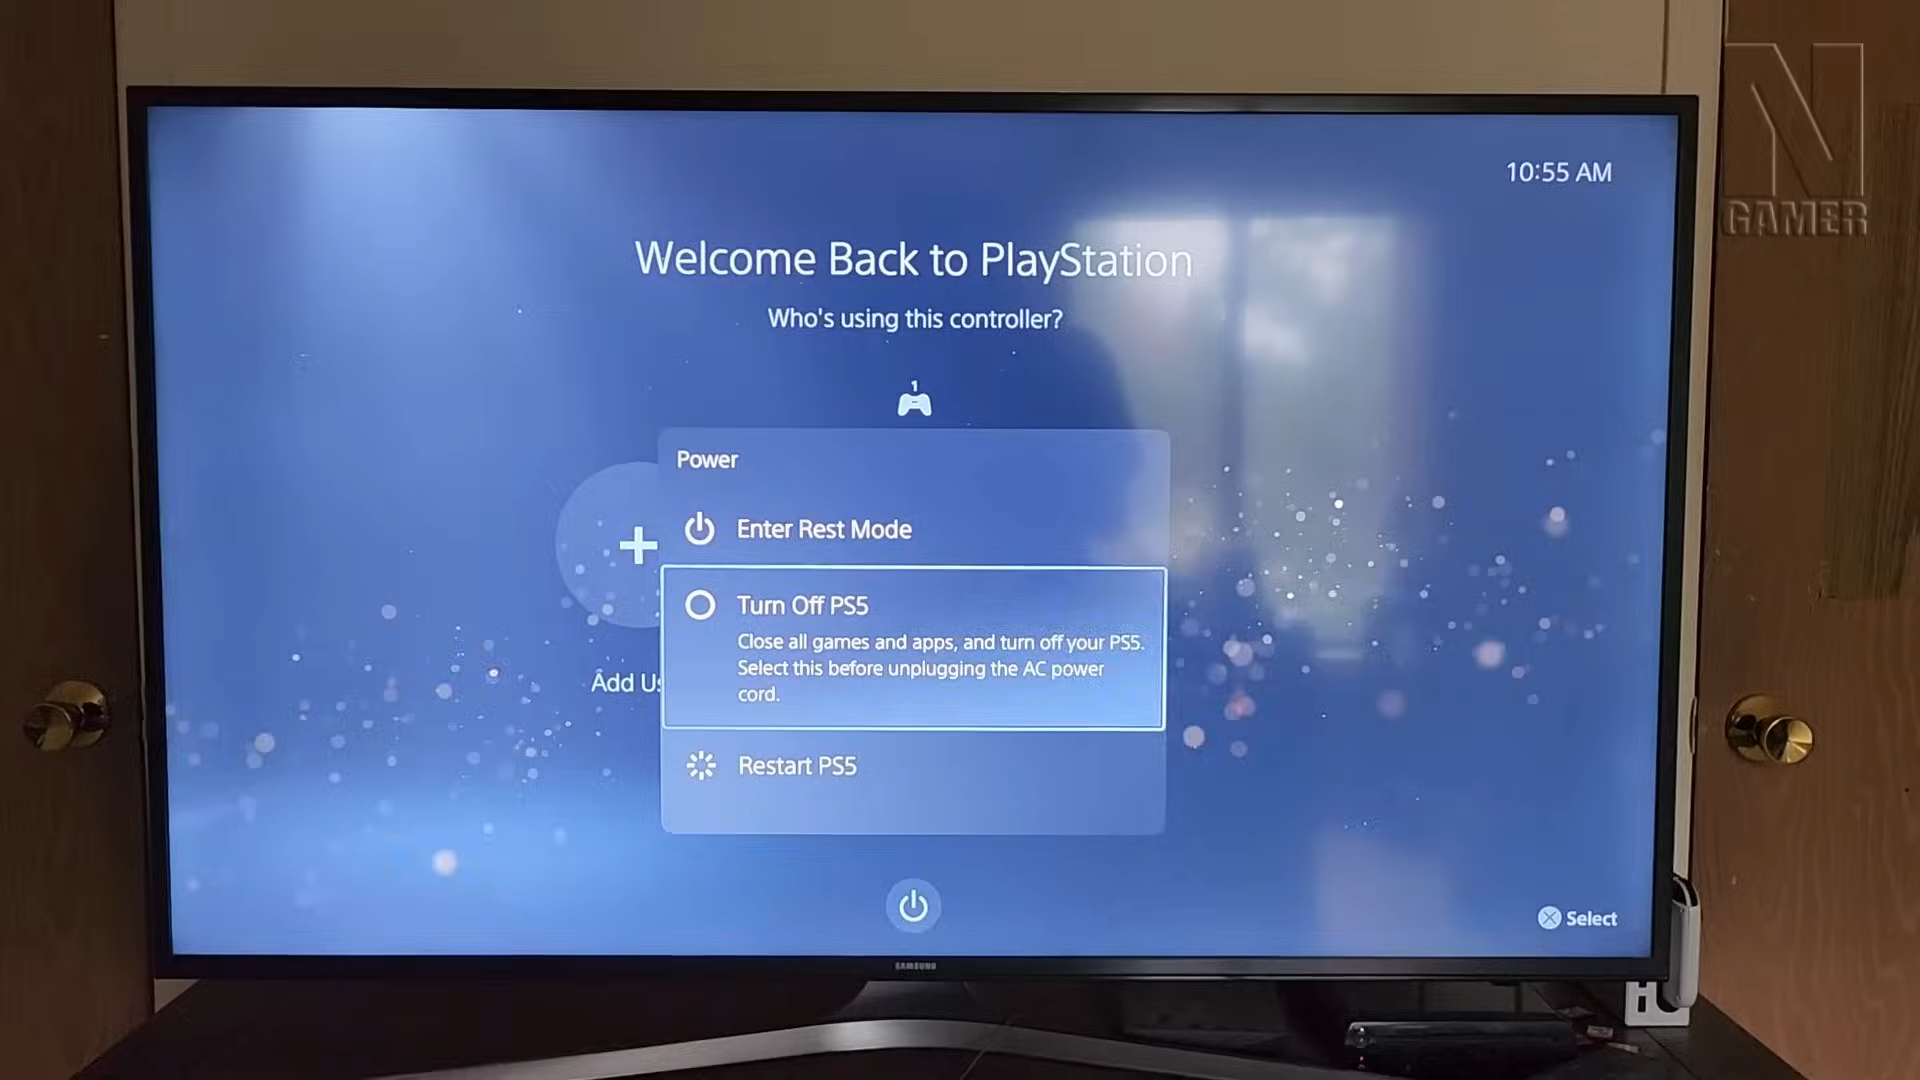 N
GAMER
10:55 AM
Welcome Back to PlayStation
Who's using this controller?
1
Power
Enter Rest Mode
Turn Off PS5
Close all games and apps, and turn off your PS5.
Select this before unplugging the AC power
cord.
Add Us
Restart PS5
Select
SAMSUNG